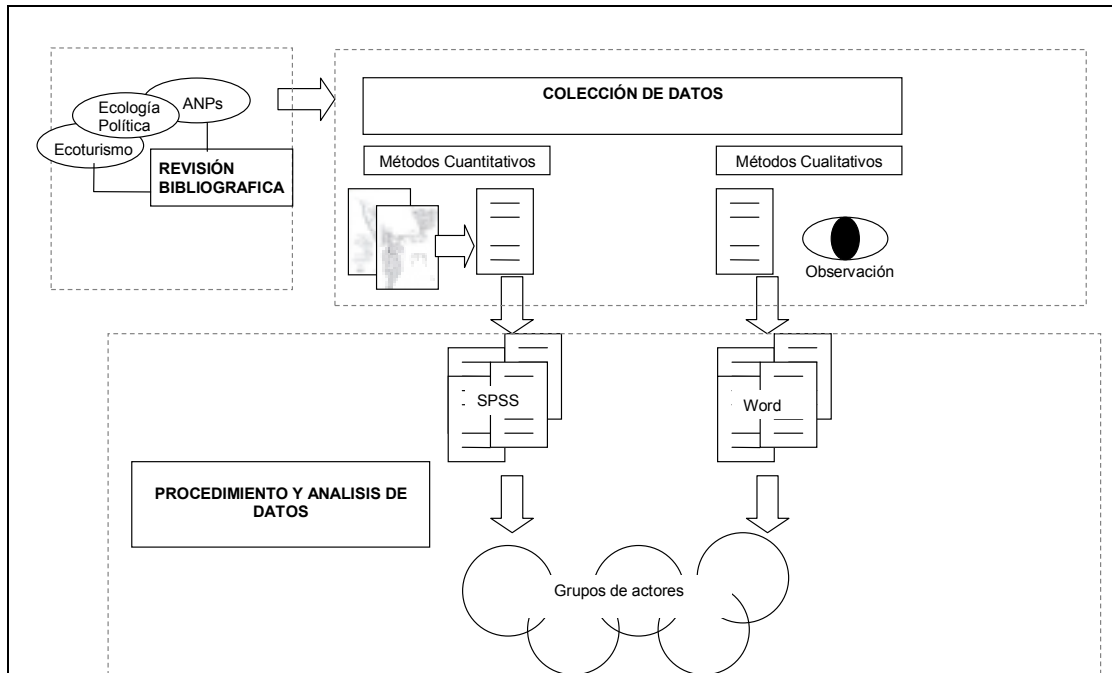 ANPs
Ecología
Política
Ecoturismo
REVISIÓN
BIBLIOGRAFICA
COLECCIÓN DE DATOS
Métodos Cuantitativos
Métodos Cualitativos
Observación
SPSS
Word
PROCEDIMIENTO Y ANALISIS DE
DATOS
Grupos de actores